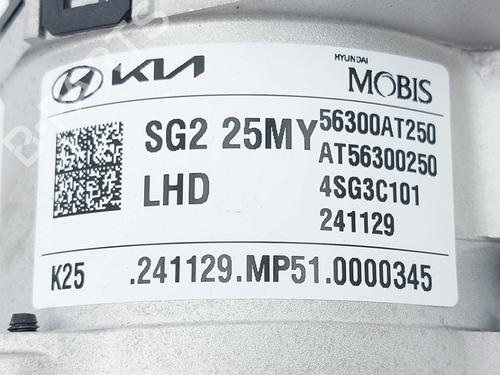 KIA
HYUNDAI
MOBIS
SG2 25MY
56300AT250
AT56300250
LHD
4SG3C101
241129
K25
.241129.MP51.0000345